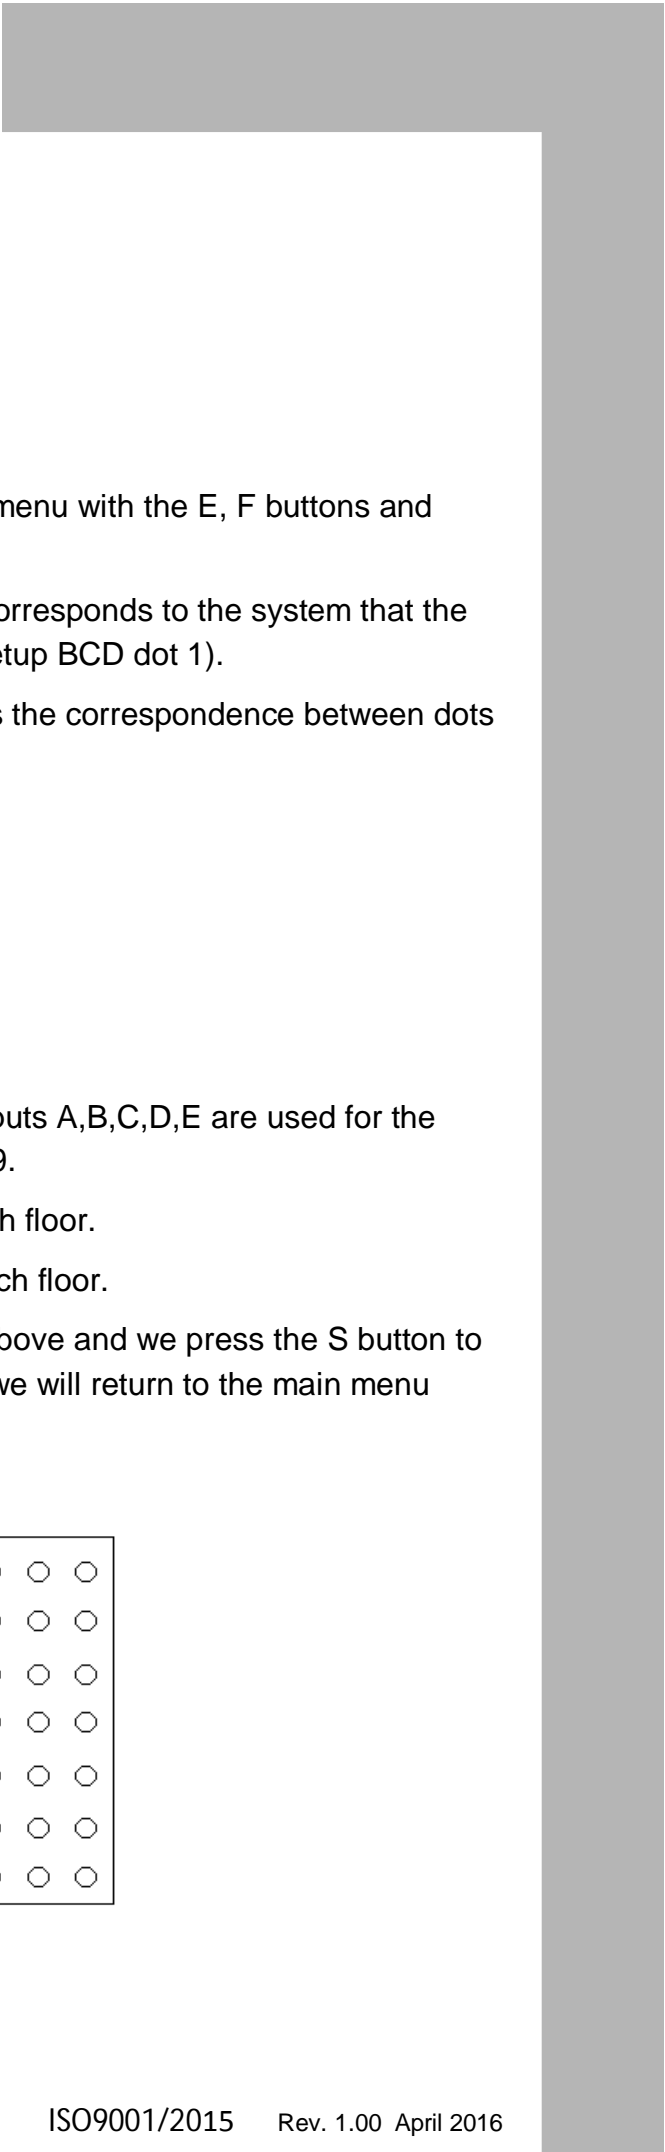 menu with the E, F buttons and
orresponds to the system that the
etup BCD dot 1).
s the correspondence between dots
outs A,B,C,D,E are used for the
9.
h floor.
ch floor.
bove and we press the S button to
we will return to the main menu
ISO9001/2015 Rev. 1.00 April 2016